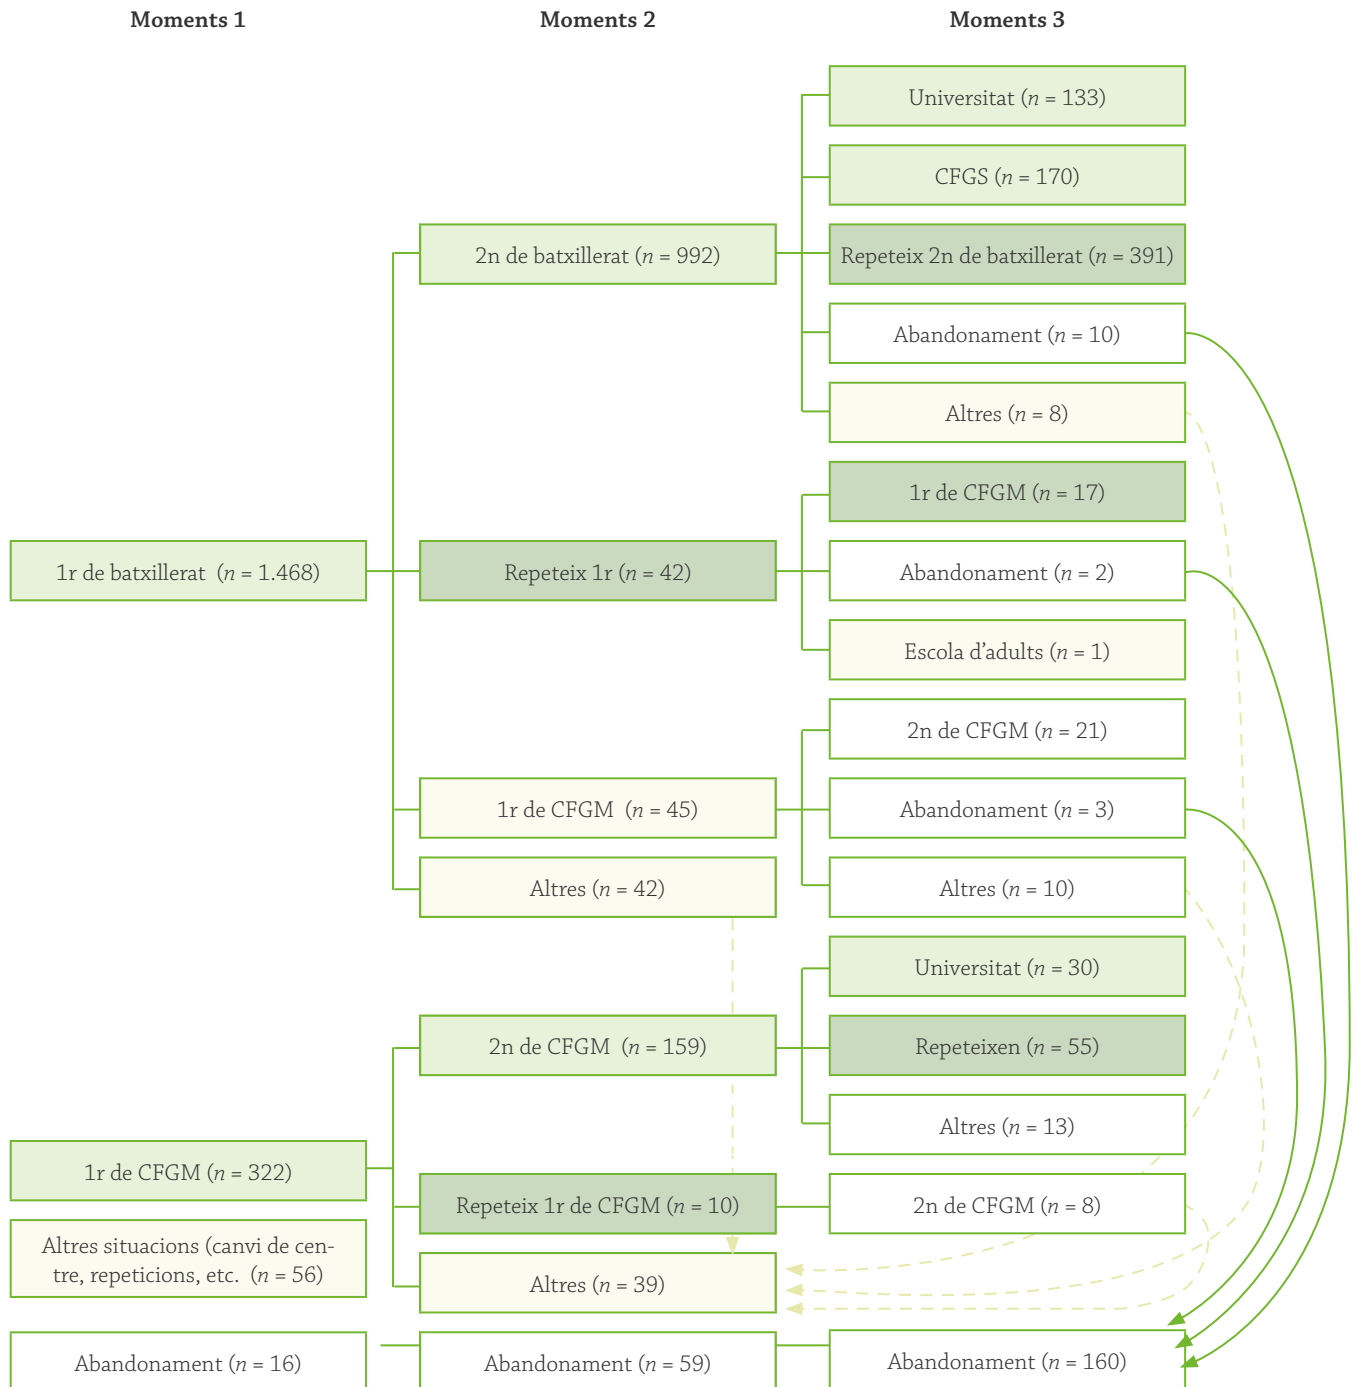 Moments 1
Moments 2
Moments 3
Universitat (n = 133)
CFGS (n = 170)
2n de batxillerat (n = 992)
Repeteix 2n de batxillerat (n = 391)
Abandonament (n = 10)
Altres (n = 8)
1r de CFGM (n = 17)
1r de batxillerat (n = 1.468)
Repeteix 1r (n = 42)
Abandonament (n = 2)
Escola d’adults (n = 1)
2n de CFGM (n = 21)
1r de CFGM (n = 45)
Abandonament (n = 3)
Altres (n = 42)
Altres (n = 10)
Universitat (n = 30)
2n de CFGM (n = 159)
Repeteixen (n = 55)
Altres (n = 13)
1r de CFGM (n = 322)
Repeteix 1r de CFGM (n = 10)
2n de CFGM (n = 8)
Altres situacions (canvi de cen-
tre, repeticions, etc. (n = 56)
Altres (n = 39)
Abandonament (n = 16)
Abandonament (n = 59)
Abandonament (n = 160)